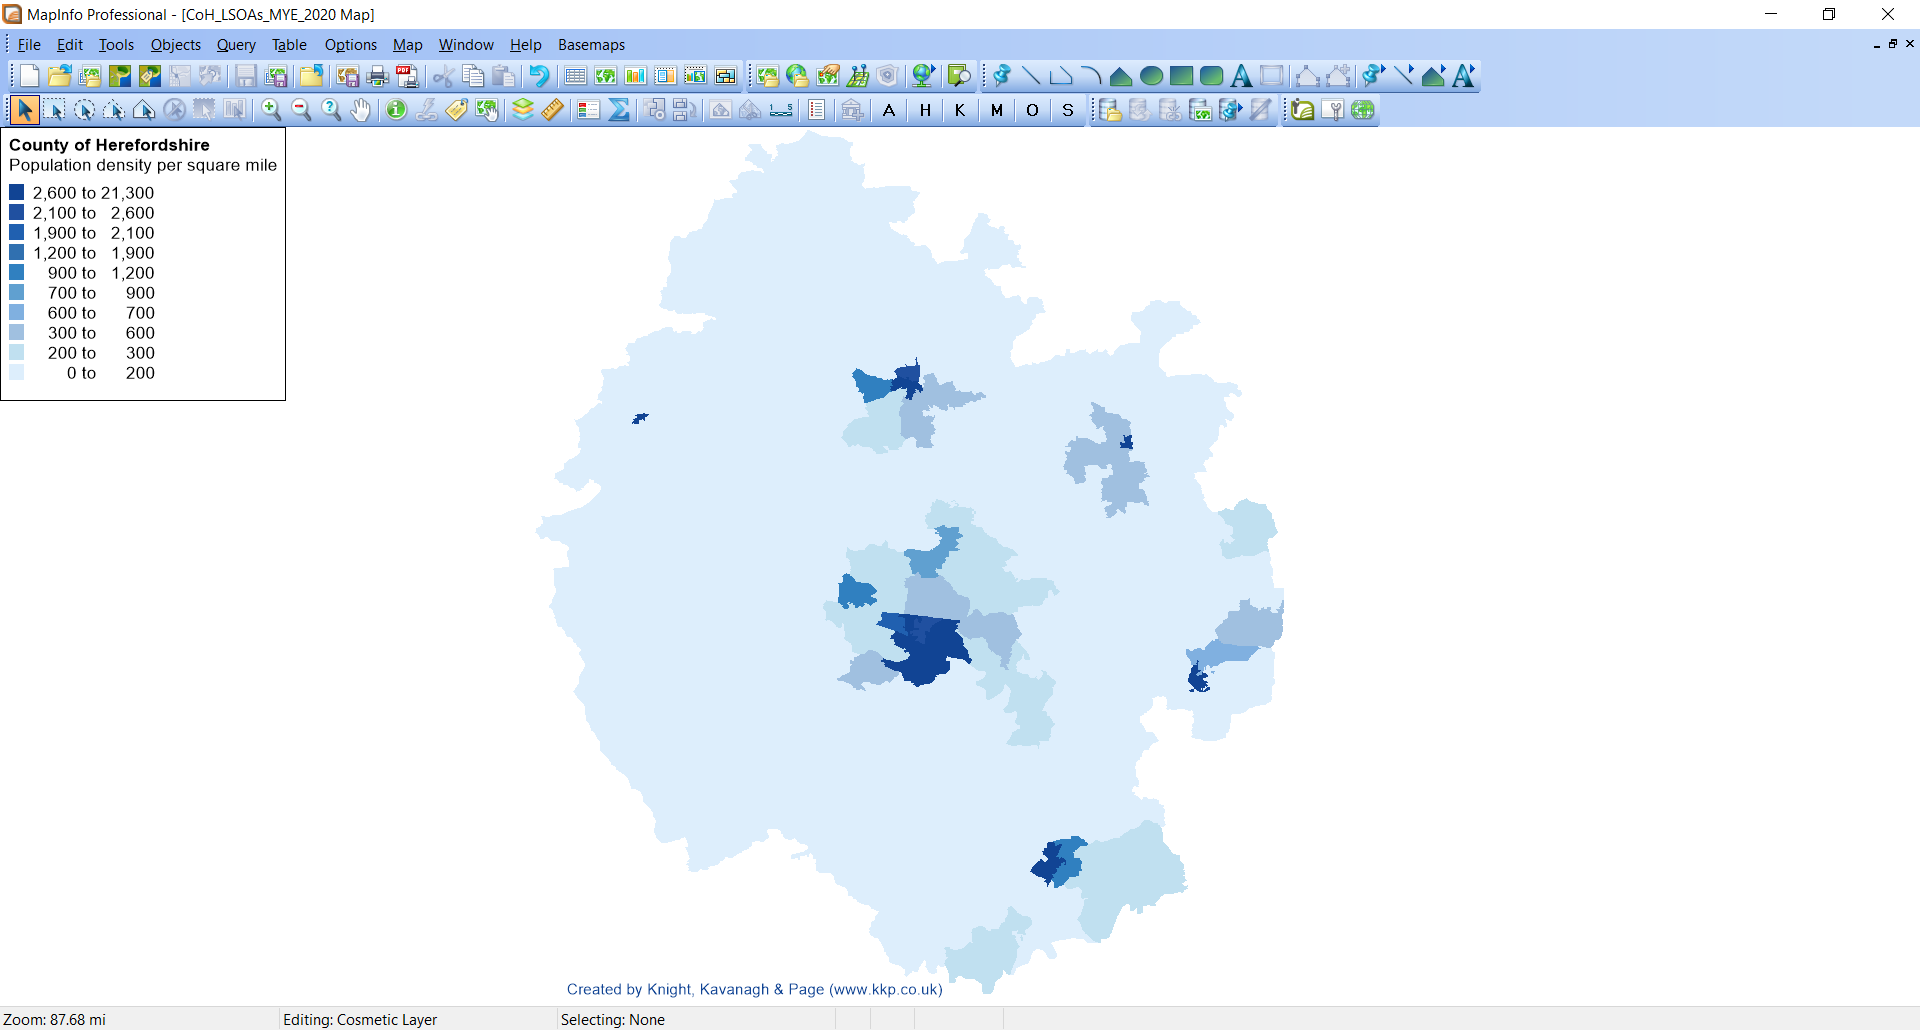 MapInfo Professional - [CoH_LSOAs_MYE_2020 Map]
File Edit Tools Objects Query Table Options Map Window Help Basemaps
A H K M O S
County of Herefordshire
Population density per square mile
2,600 to 21,300
2,100 to 2,600
1,900 to 2,100
1,200 to 1,900
900 to 1,200
700 to 900
600 to 700
300 to 600
200 to 300
0 to 200
Created by Knight, Kavanagh & Page (www.kkp.co.uk)
Zoom: 87.68 mi Editing: Cosmetic Layer Selecting: None